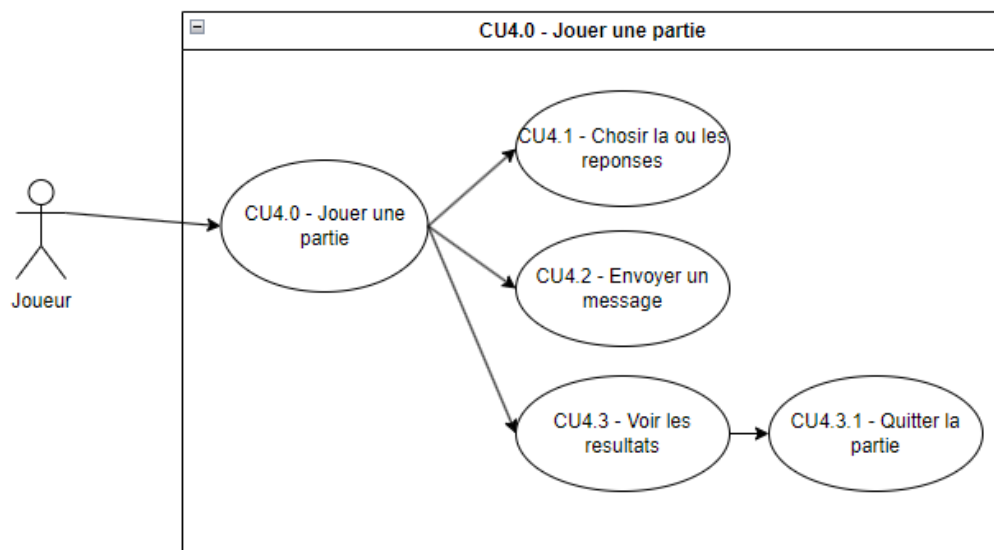 CU4.0 - Jouer une partie
CU4.1 - Chosir la ou les
reponses
CU4.0 - Jouer une
partie
Joueur
CU4.2 - Envoyer un
message
CU4.3 - Voir les
resultats
CU4.3.1 - Quitter la
partie